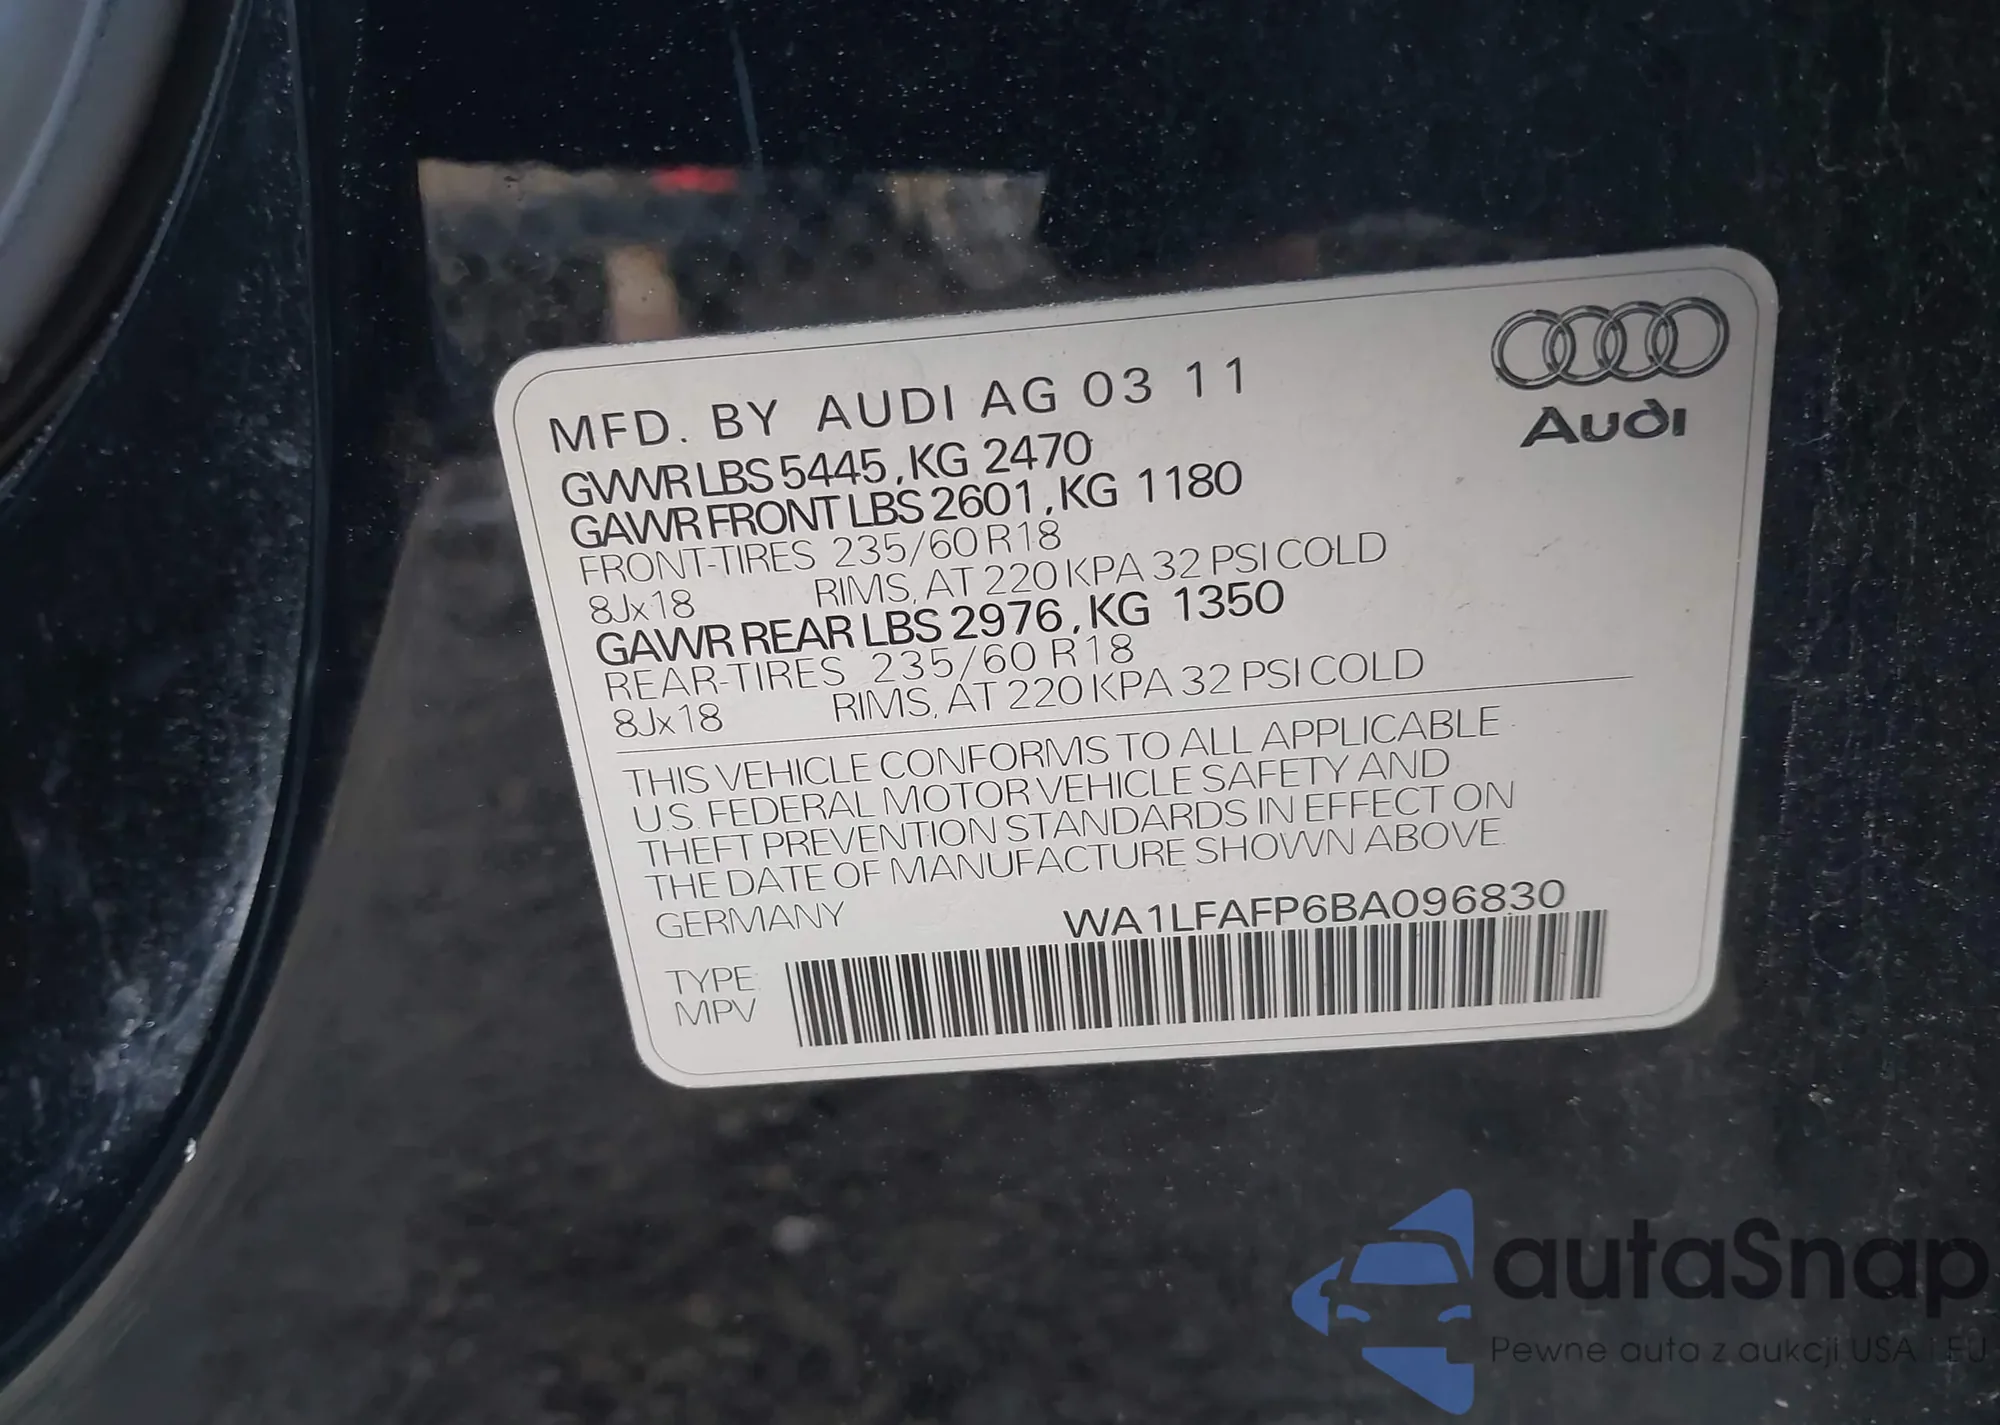 MFD. BY AUDI AG 03 11
Audi
GVWR LBS 5445, KG 2470
GAWR FRONT LBS 2601, KG 1180
FRONT-TIRES 235/60 R18
8Jx18 RIMS, AT 220 KPA 32 PSI COLD
GAWR REAR LBS 2976, KG 1350
REAR-TIRES 235/60 R18
8Jx18 RIMS, AT 220 KPA 32 PSI COLD
THIS VEHICLE CONFORMS TO ALL APPLICABLE
U.S. FEDERAL MOTOR VEHICLE SAFETY AND
THEFT PREVENTION STANDARDS IN EFFECT ON
THE DATE OF MANUFACTURE SHOWN ABOVE.
GERMANY WA1LFAFP6BA096830
TYPE:
MPV
autaSnap
Pewne auta z aukcji USA i EU